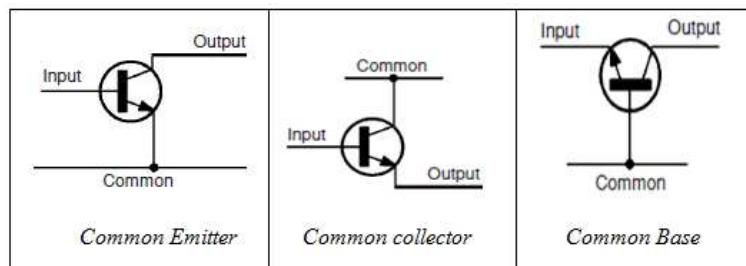 Output
Input
Common
Common Emitter
Common
Input
Output
Common collector
Input
Output
Common
Common Base